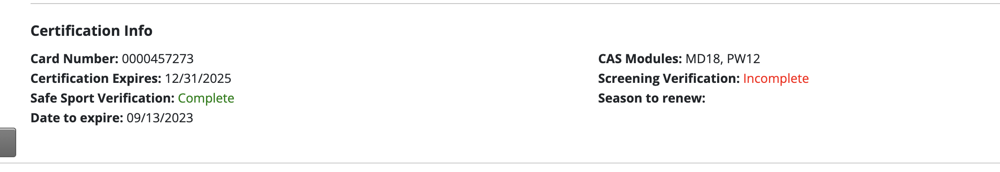 Certification Info
Card Number: 0000457273
Certification Expires: 12/31/2025
Safe Sport Verification: Complete
Date to expire: 09/13/2023
CAS Modules: MD18, PW12
Screening Verification: Incomplete
Season to renew: